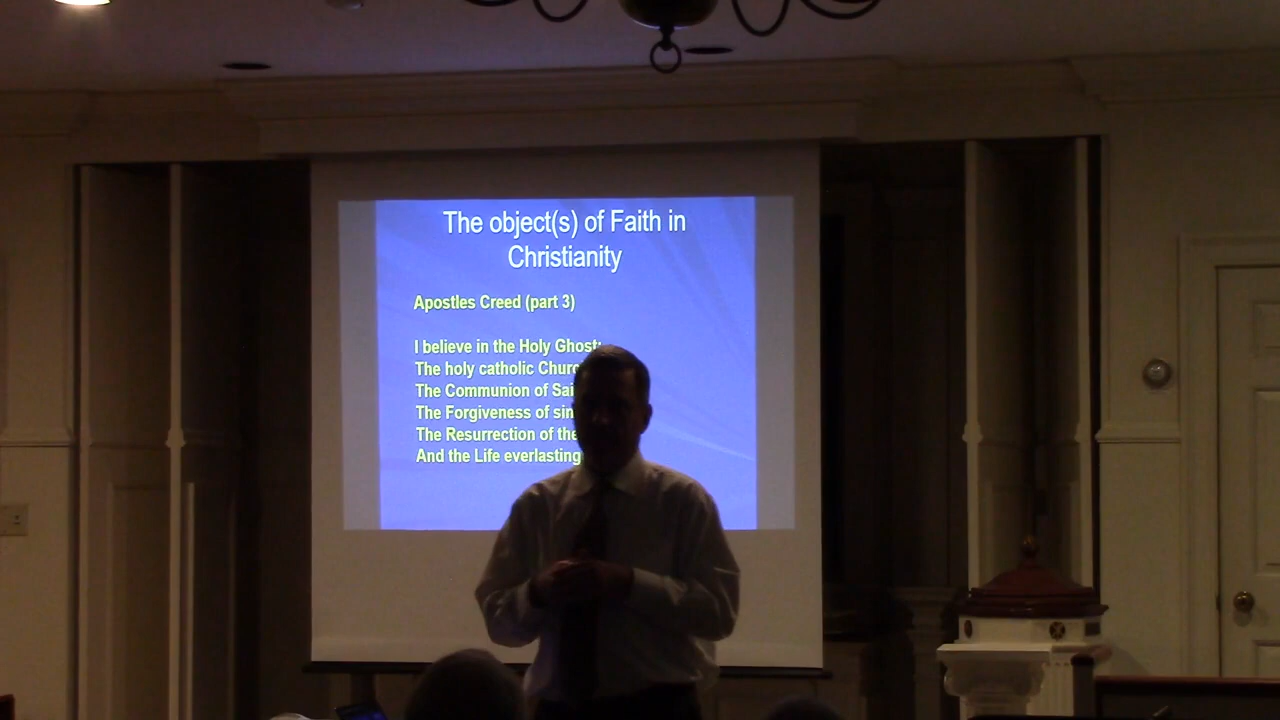 The object(s) of Faith in
Christianity
Apostles Creed (part 3)
I believe in the Holy Ghost;
The holy catholic
The Communion of
The Forgiveness of
The Resurrection of the
And the Life everlasting